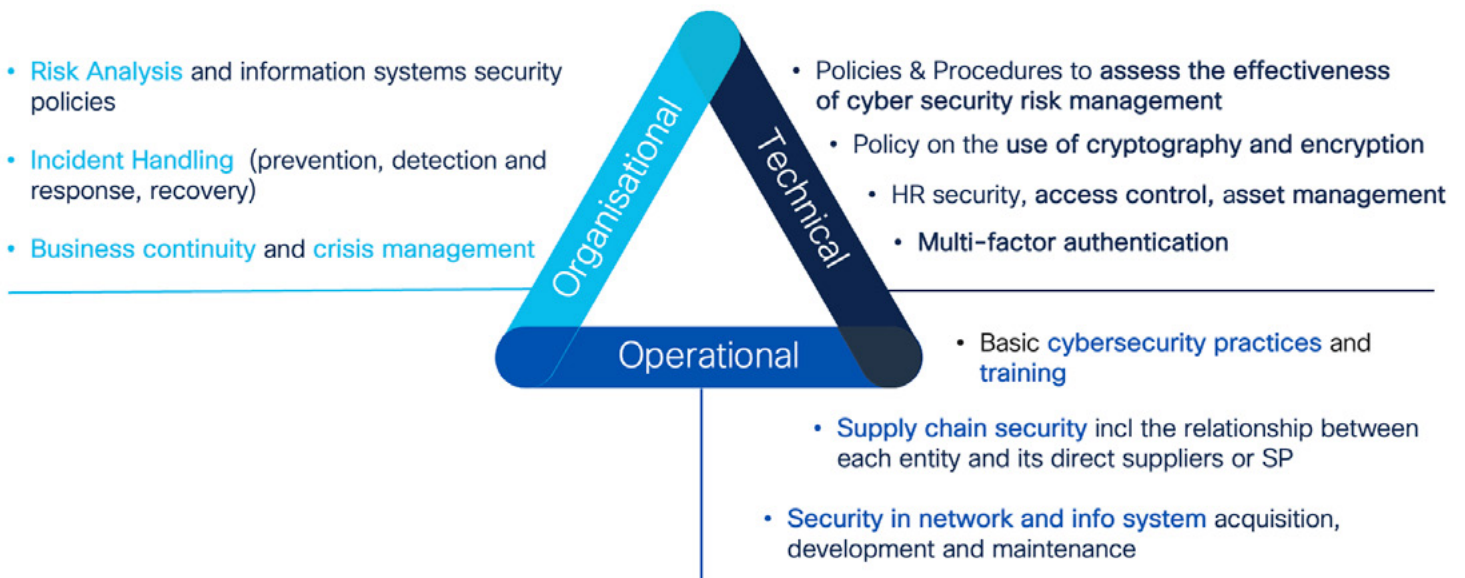 • Risk Analysis and information systems security
policies
• Incident Handling (prevention, detection and
response, recovery)
• Business continuity and crisis management
Organisational
Technical
Operational
• Policies & Procedures to assess the effectiveness
of cyber security risk management
• Policy on the use of cryptography and encryption
• HR security, access control, asset management
• Multi-factor authentication
• Basic cybersecurity practices and
training
• Supply chain security incl the relationship between
each entity and its direct suppliers or SP
• Security in network and info system acquisition,
development and maintenance